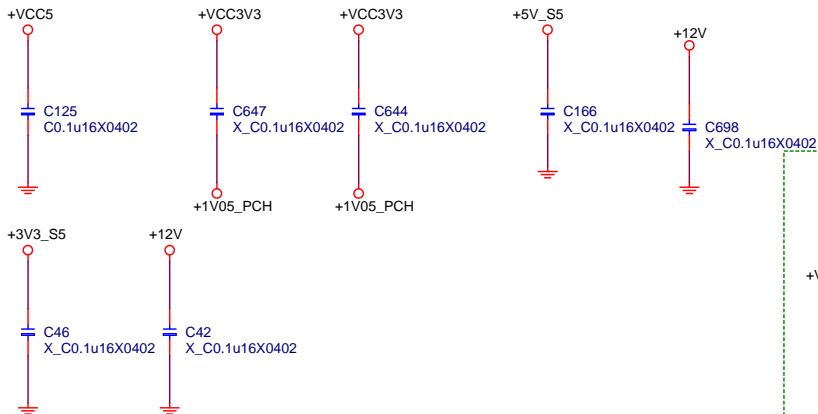 +VCC5
+VCC3V3
+VCC3V3
+5V_S5
+12V
C125
C0.1u16X0402
C647
X_C0.1u16X0402
C644
X_C0.1u16X0402
C166
X_C0.1u16X0402
C698
X_C0.1u16X0402
+1V05_PCH
+1V05_PCH
+3V3_S5
+12V
+V
C46
X_C0.1u16X0402
C42
X_C0.1u16X0402